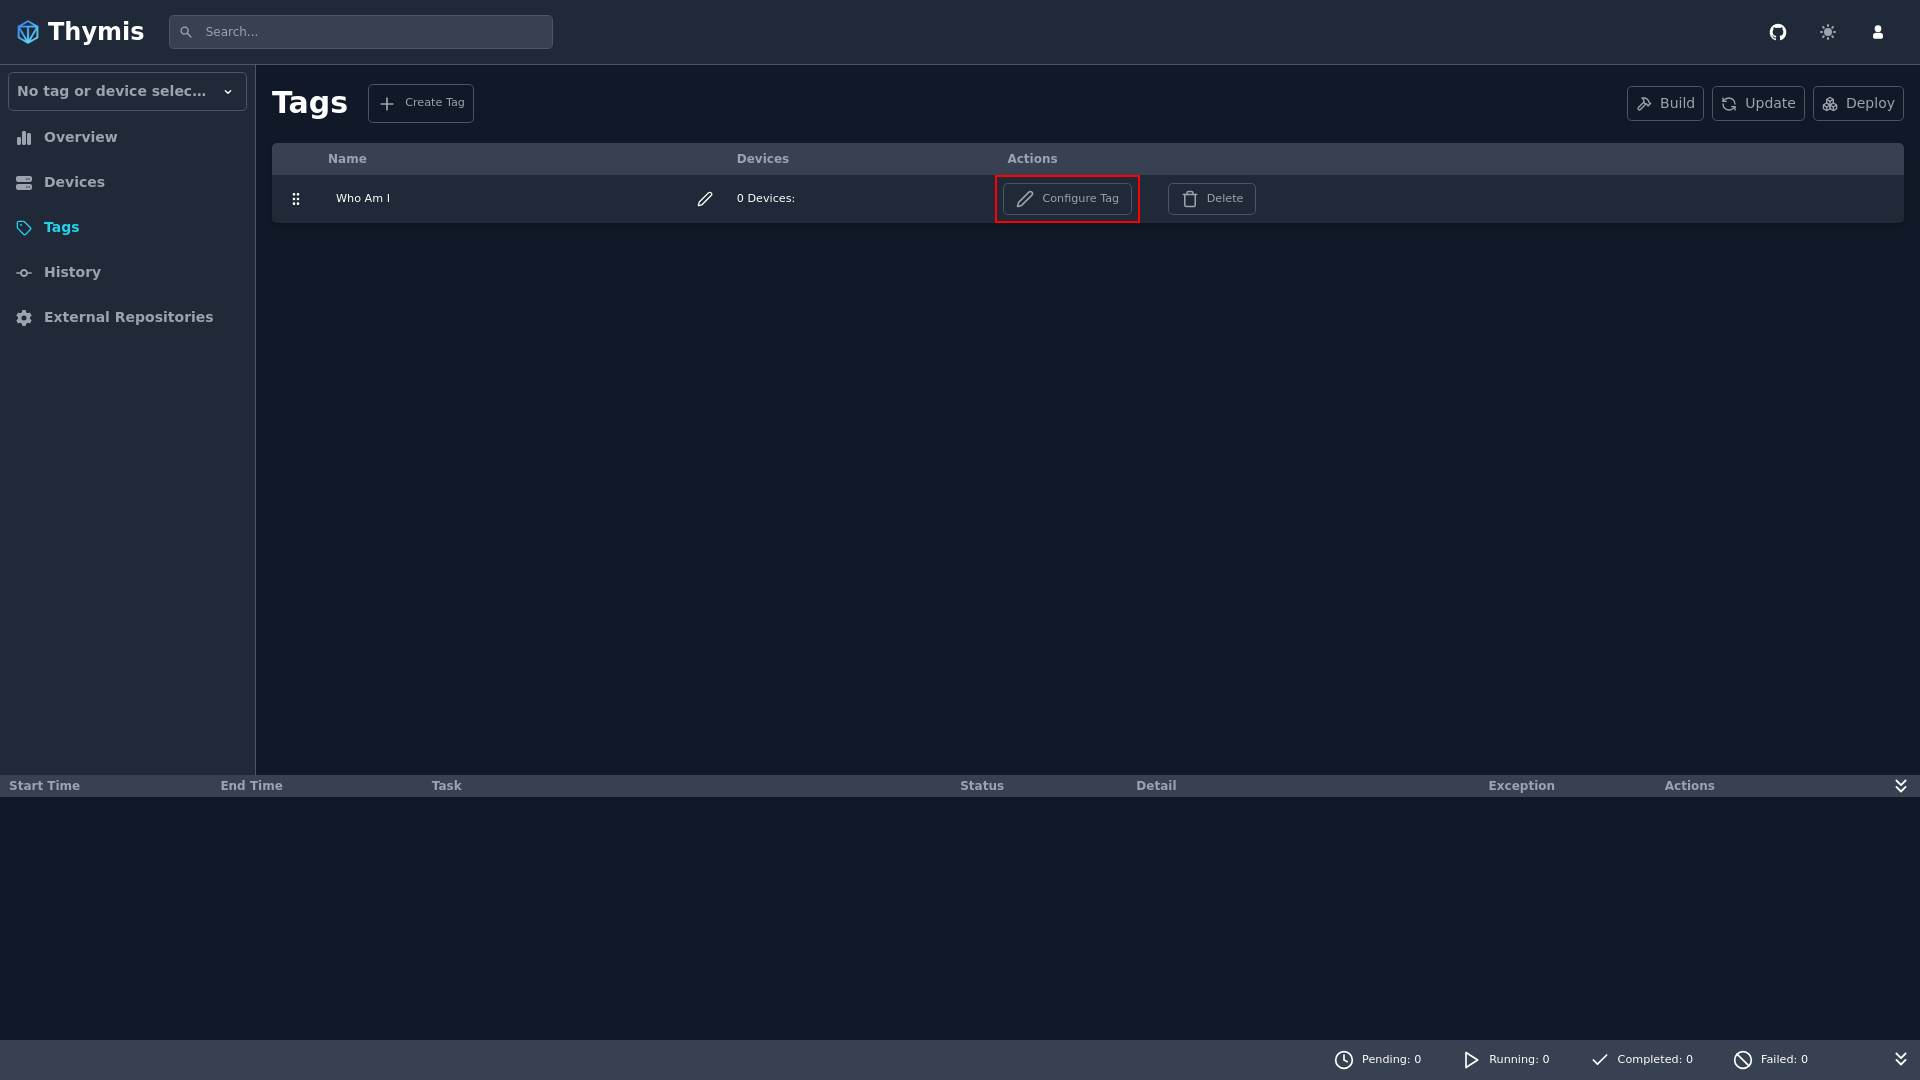 Thymis
Search...
No tag or device selec...
Overview
Devices
Tags
History
External Repositories
Tags
Create Tag
Build
Update
Deploy
Name Devices Actions
Who Am I 0 Devices: Configure Tag Delete
Start Time End Time Task Status Detail Exception Actions
Pending: 0 Running: 0 Completed: 0 Failed: 0